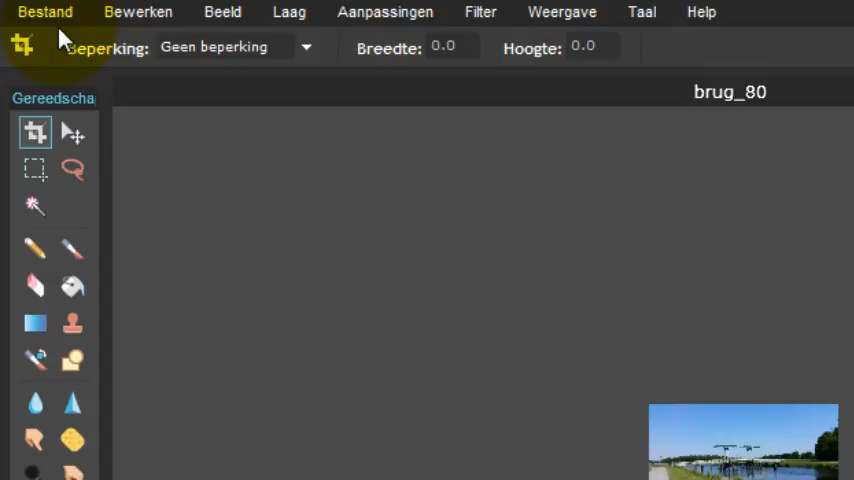 Bestand Bewerken Beeld Laag Aanpassingen Filter Weergave Taal Help
Beperking: Geen beperking Breedte: 0.0 Hoogte: 0.0
Gereedscha
brug_80